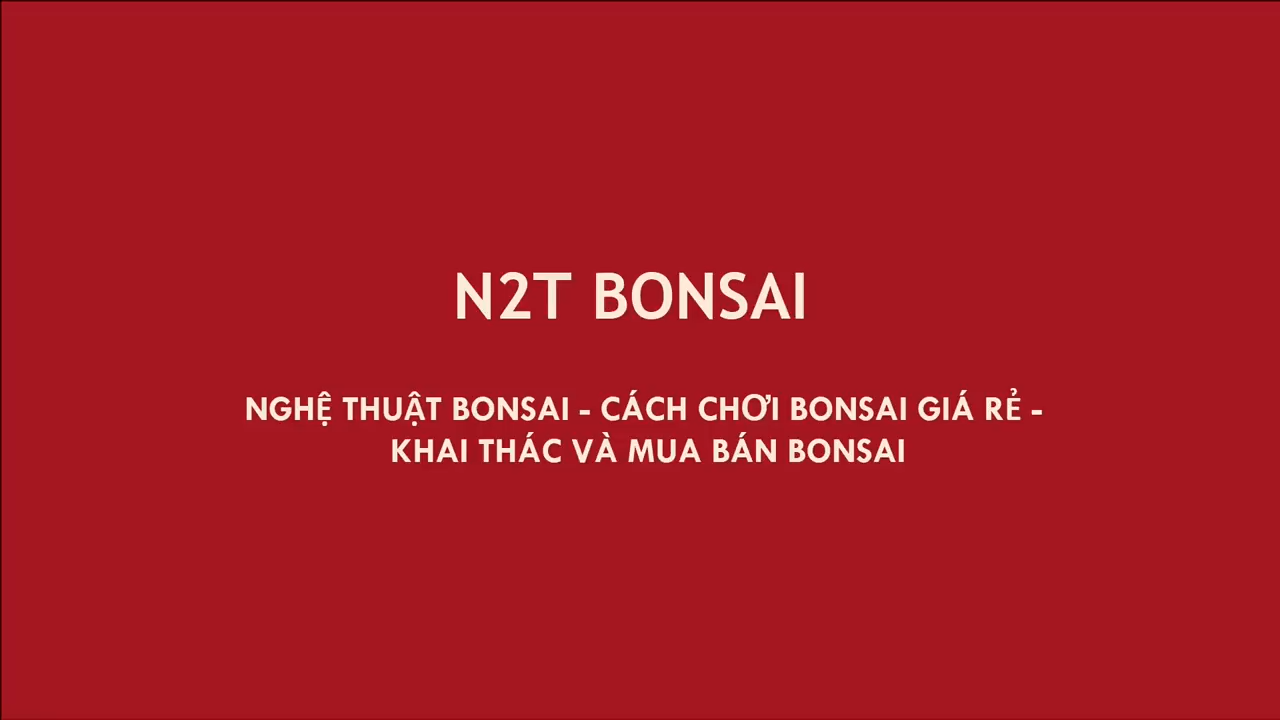 N2T BONSAI
NGHỆ THUẬT BONSAI - CÁCH CHƠI BONSAI GIÁ RẺ -
KHAI THÁC VÀ MUA BÁN BONSAI